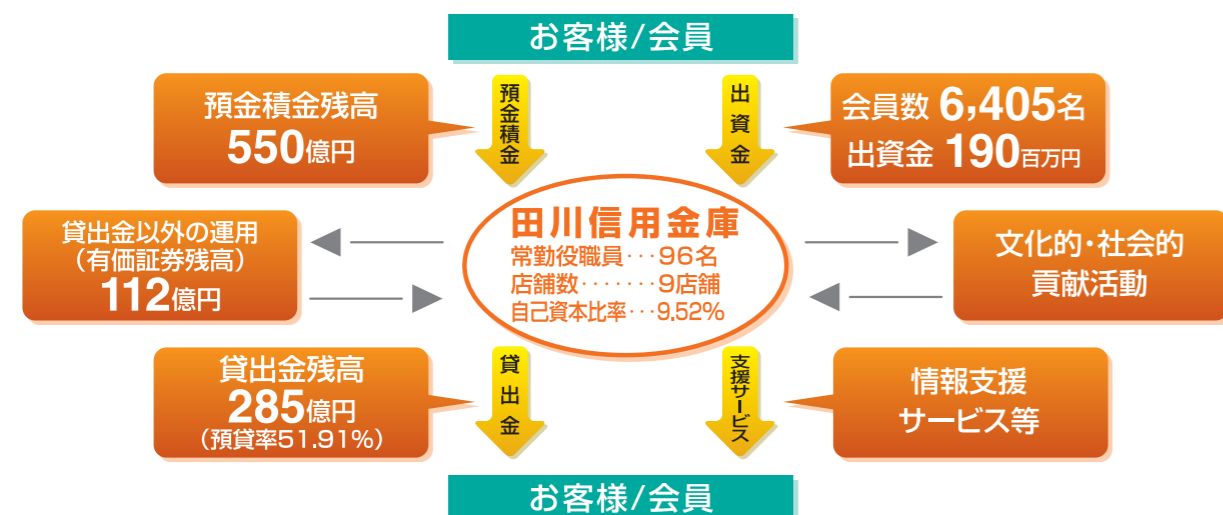 お客様/会員
預金積金残高
550億円
預金積金
出資金
会員数 6,405名
出資金 190百万円
貸出金以外の運用
(有価証券残高)
112億円
田川信用金庫
常勤役職員･･･96名
店舗数･･･････9店舗
自己資本比率･･･9.52%
文化的･社会的
貢献活動
貸出金残高
285億円
(預貸率51.91%)
貸出金
支援サービス
情報支援
サービス等
お客様/会員